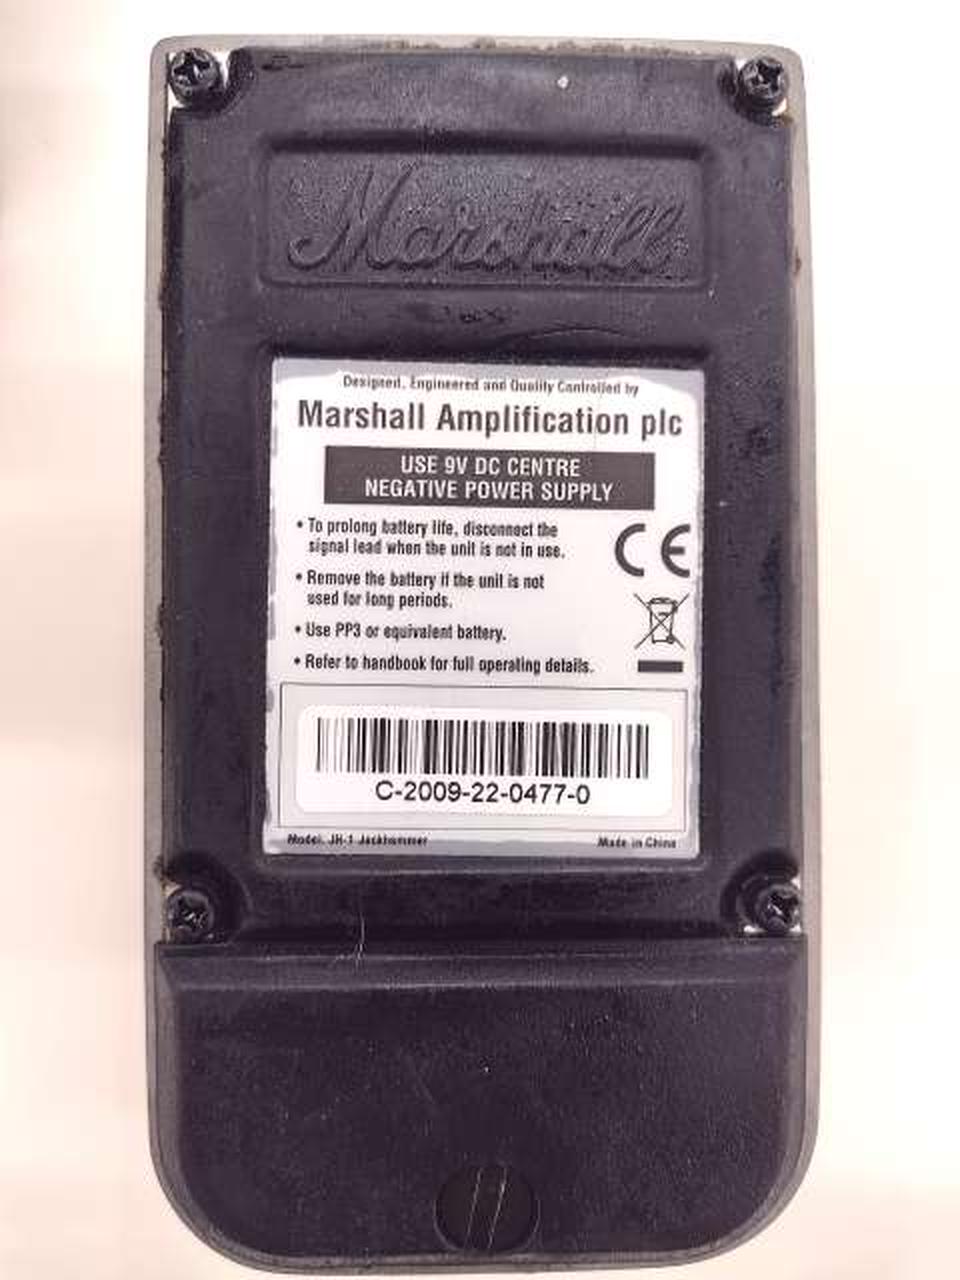 Marshall
Designed, Engineered and Quality Controlled by
Marshall Amplification plc
USE 9V DC CENTRE
NEGATIVE POWER SUPPLY
• To prolong battery life, disconnect the
signal lead when the unit is not in use.
• Remove the battery if the unit is not
used for long periods.
• Use PP3 or equivalent battery.
• Refer to handbook for full operating details.
CE
C-2009-22-0477-0
Model. JH-1 Jackhammer
Made in China